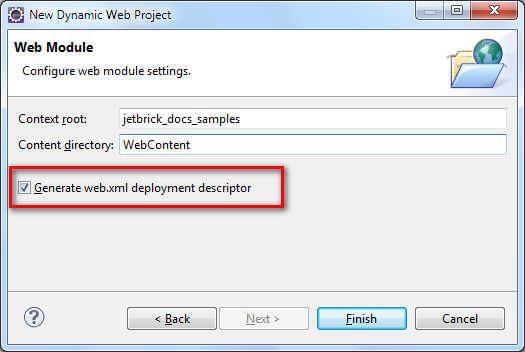 New Dynamic Web Project
Web Module
Configure web module settings.
Context root: jetbrick_docs_samples
Content directory: WebContent
Generate web.xml deployment descriptor
? < Back Next > Finish Cancel